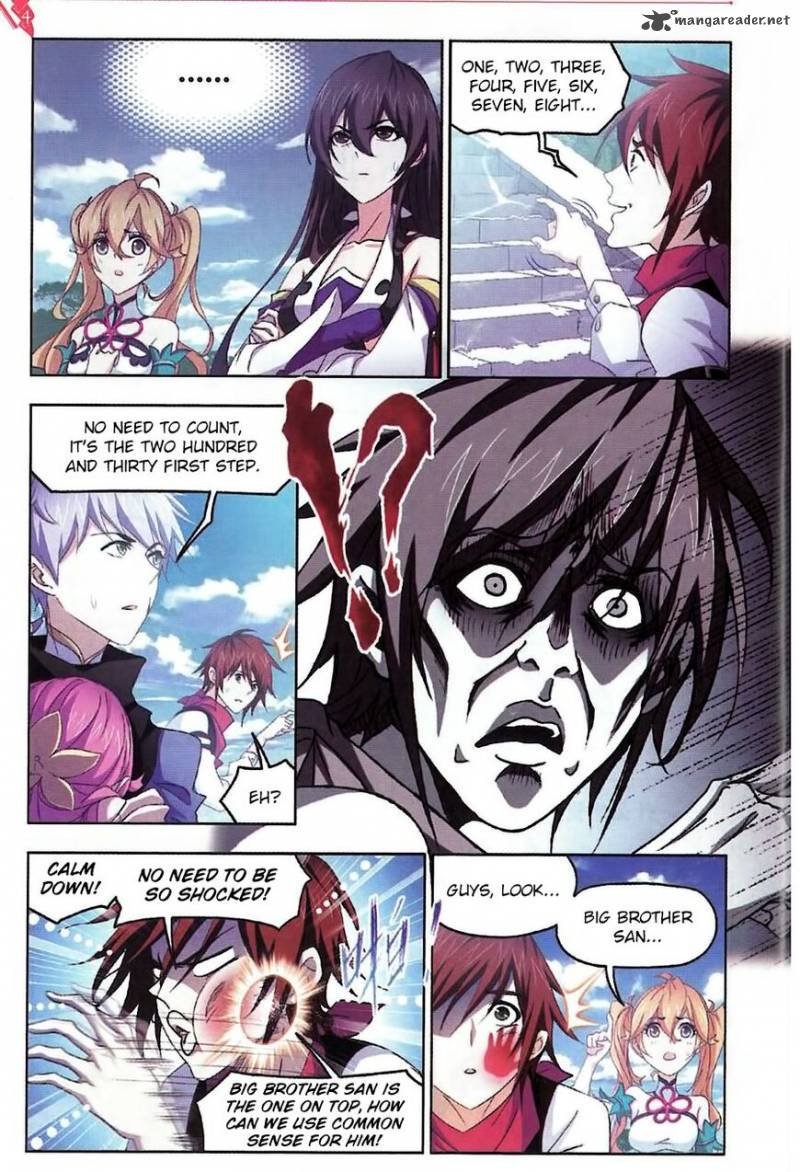 4
mangareader.net
......
ONE, TWO, THREE,
FOUR, FIVE, SIX,
SEVEN, EIGHT...
NO NEED TO COUNT,
IT'S THE TWO HUNDRED
AND THIRTY FIRST STEP.
EH?
!?
CALM
DOWN!
NO NEED TO BE
SO SHOCKED!
BIG BROTHER SAN IS
THE ONE ON TOP, HOW
CAN WE USE COMMON
SENSE FOR HIM!
GUYS, LOOK...
BIG BROTHER
SAN...